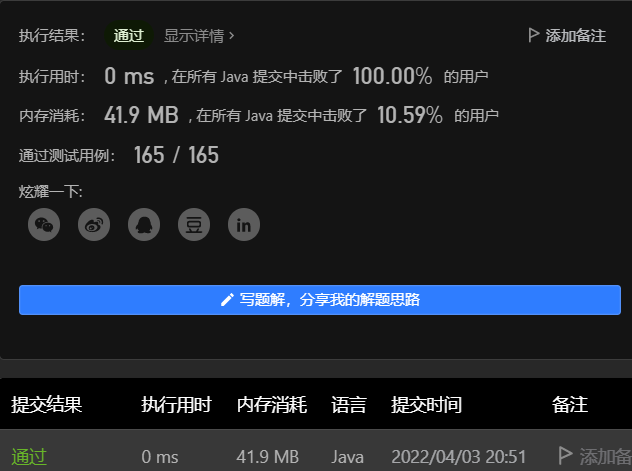 执行结果： 通过 显示详情 › 添加备注
执行用时： 0 ms , 在所有 Java 提交中击败了 100.00% 的用户
内存消耗： 41.9 MB , 在所有 Java 提交中击败了 10.59% 的用户
通过测试用例： 165 / 165
炫耀一下:
豆 in
写题解，分享我的解题思路
提交结果 执行用时 内存消耗 语言 提交时间 备注
通过 0 ms 41.9 MB Java 2022/04/03 20:51 添加备